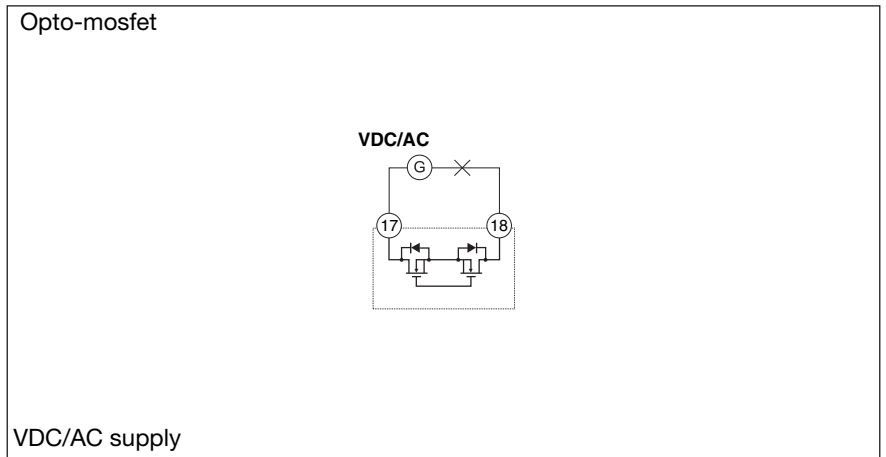 Opto-mosfet
VDC/AC
G
17
18
VDC/AC supply